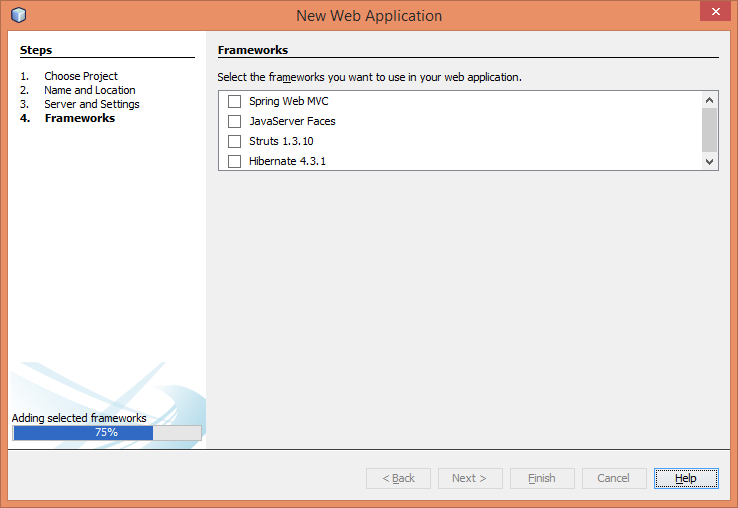 New Web Application
Steps
1. Choose Project
2. Name and Location
3. Server and Settings
4. Frameworks
Adding selected frameworks
75%
Frameworks
Select the frameworks you want to use in your web application.
Spring Web MVC
JavaServer Faces
Struts 1.3.10
Hibernate 4.3.1
< Back
Next >
Finish
Cancel
Help